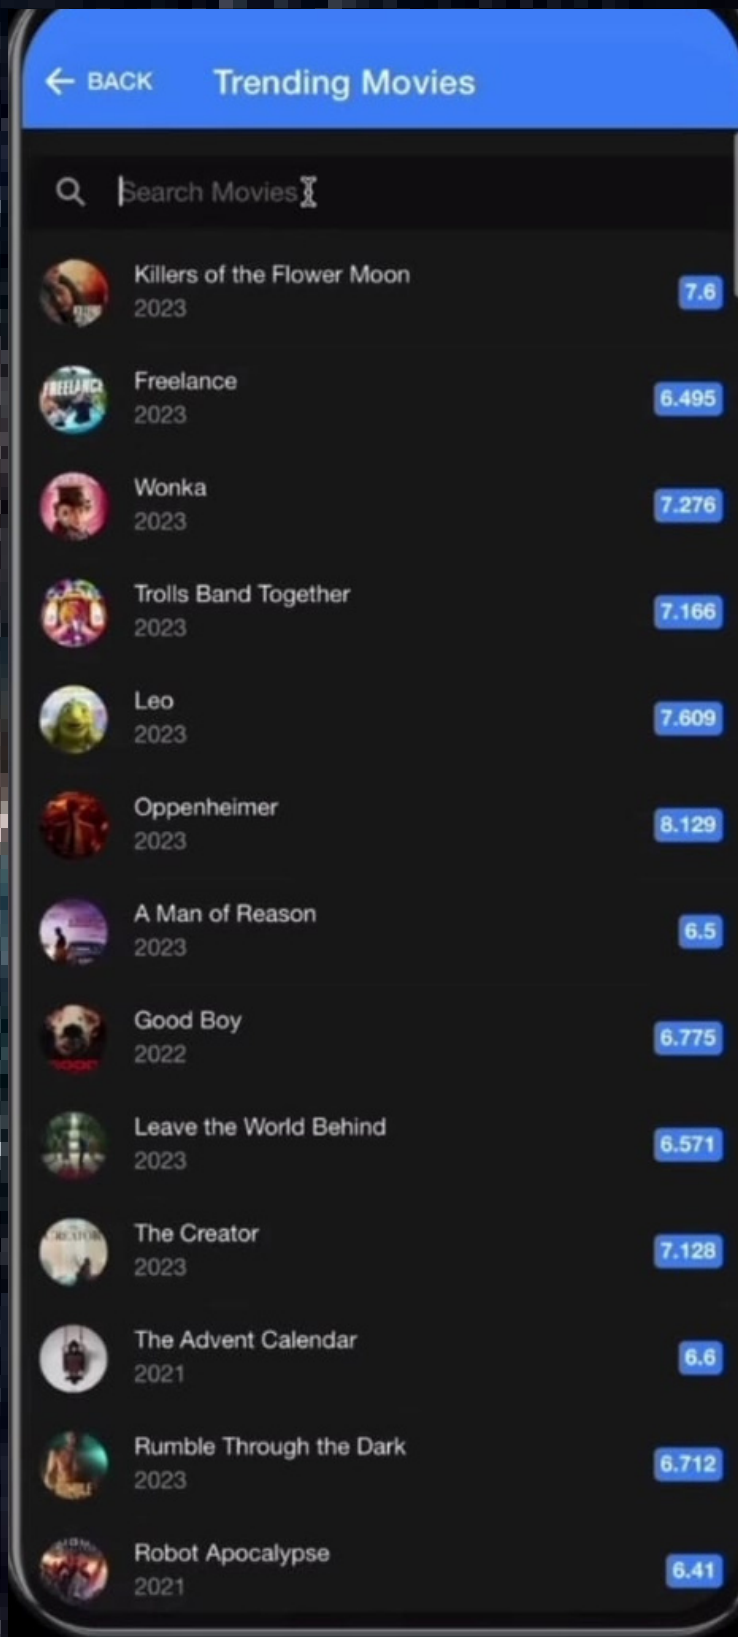 BACK
Trending Movies
Search Movies
Killers of the Flower Moon
2023
7.6
Freelance
2023
6.495
Wonka
2023
7.276
Trolls Band Together
2023
7.166
Leo
2023
7.609
Oppenheimer
2023
8.129
A Man of Reason
2023
6.5
Good Boy
2022
6.775
Leave the World Behind
2023
6.571
The Creator
2023
7.128
The Advent Calendar
2021
6.6
Rumble Through the Dark
2023
6.712
Robot Apocalypse
2021
6.41